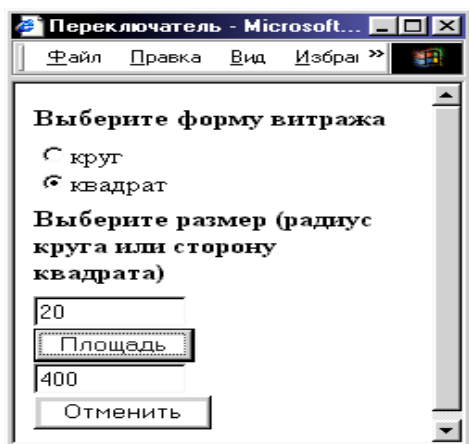 Переключатель - Microsoft...
Файл Правка Вид Избраг »
Выберите форму витража
круг
квадрат
Выберите размер (радиус
круга или сторону
квадрата)
20
Площадь
400
Отменить